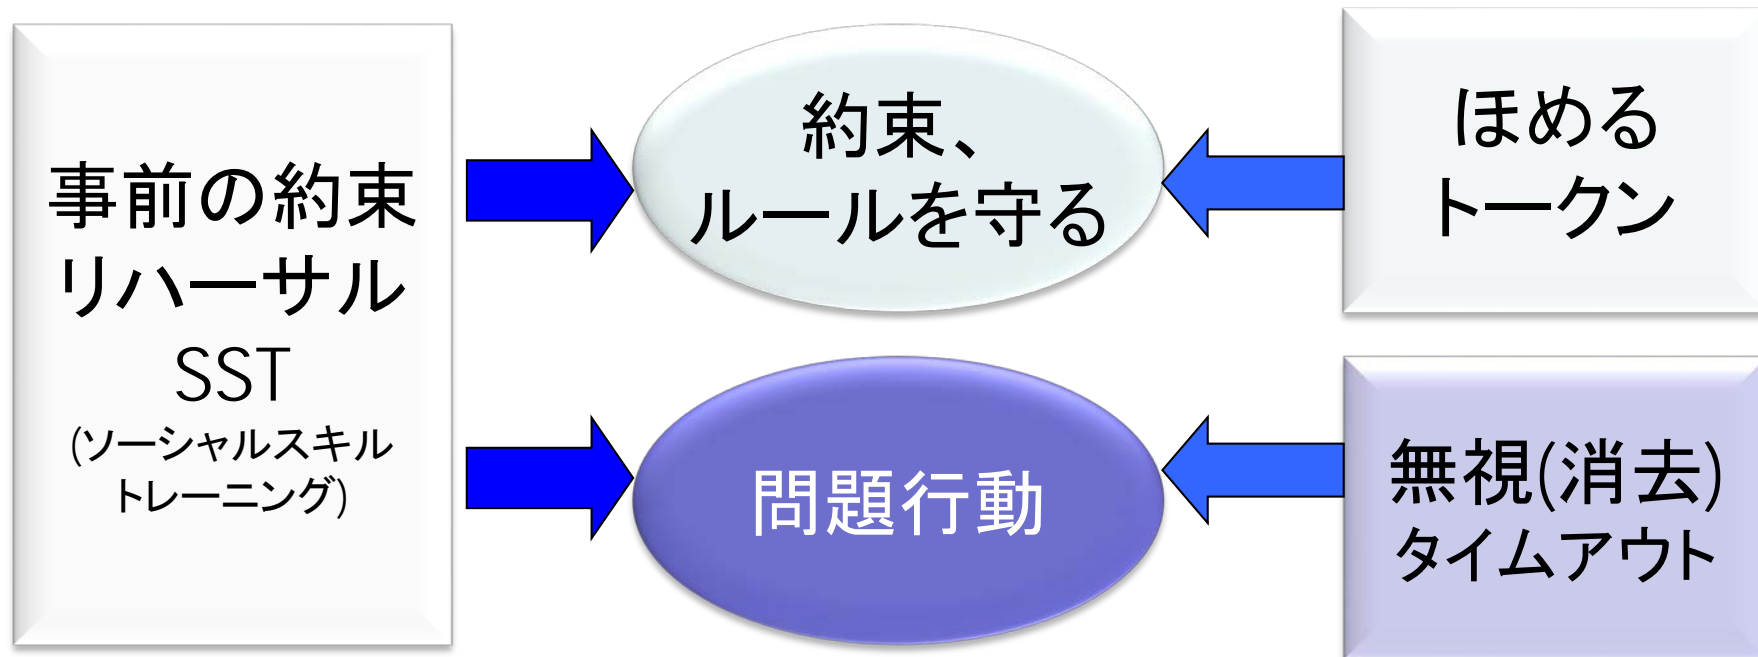 事前の約束
リハーサル
SST
(ソーシャルスキル
トレーニング)
約束、
ルールを守る
ほめる
トークン
問題行動
無視(消去)
タイムアウト